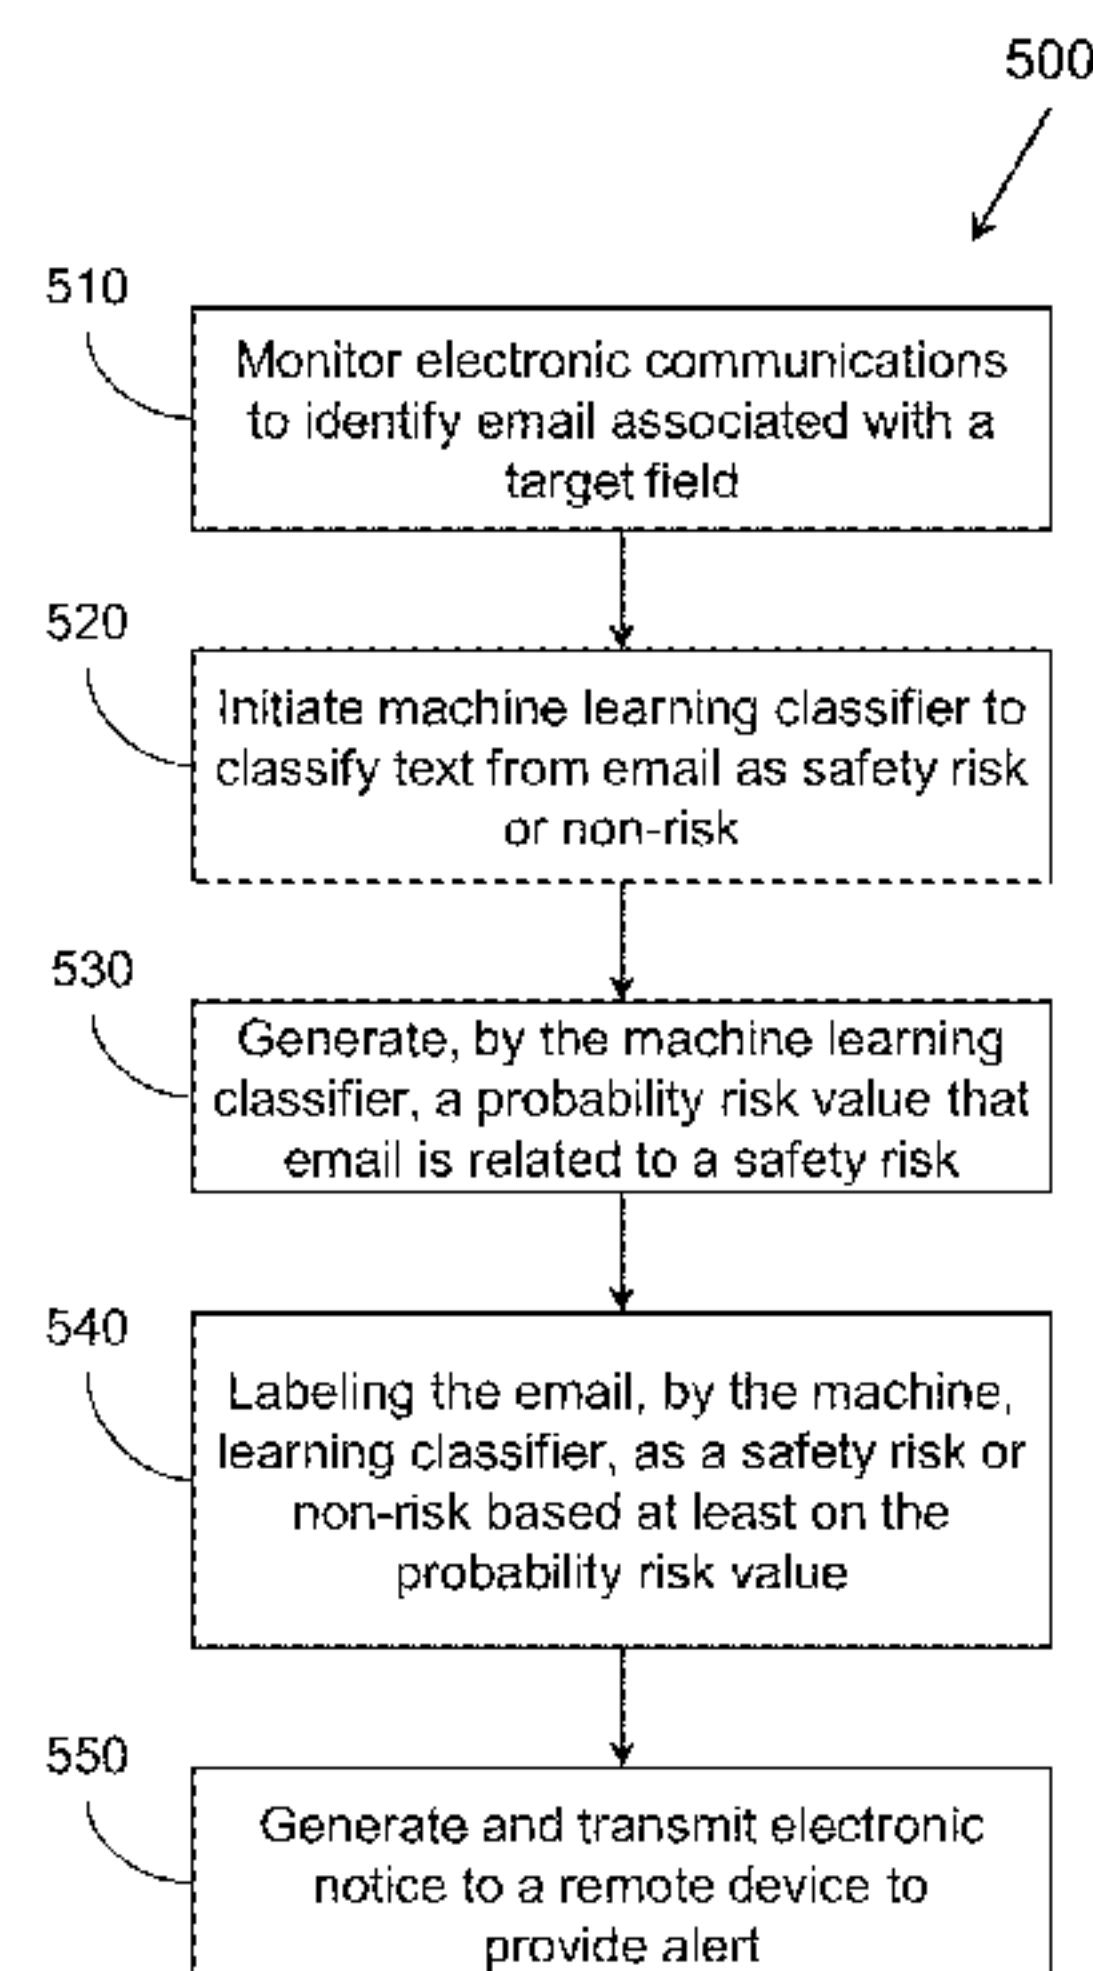 500
510
Monitor electronic communications
to identify email associated with a
target field
520
Initiate machine learning classifier to
classify text from email as safety risk
or non-risk
530
Generate, by the machine learning
classifier, a probability risk value that
email is related to a safety risk
540
Labeling the email, by the machine,
learning classifier, as a safety risk or
non-risk based at least on the
probability risk value
550
Generate and transmit electronic
notice to a remote device to
provide alert